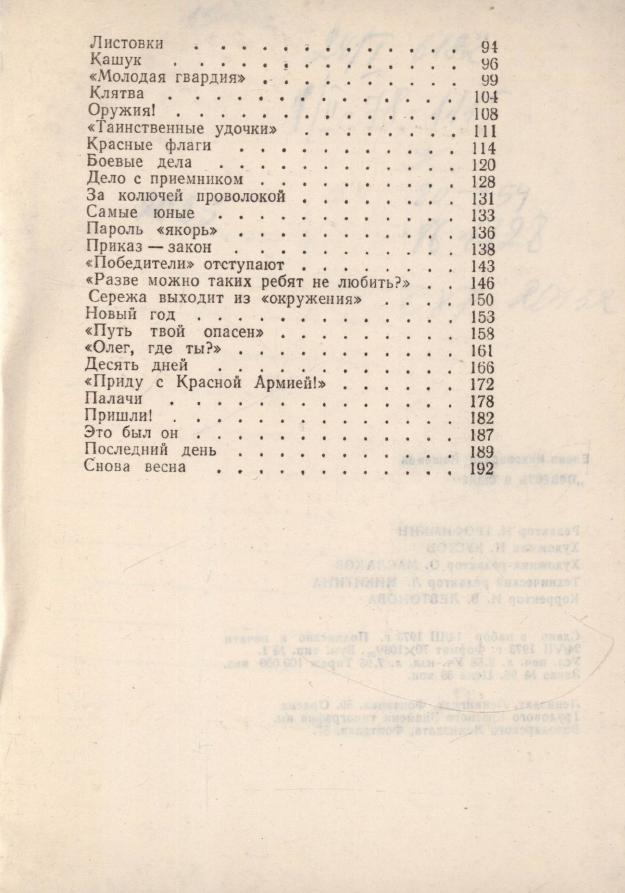 Листовки . . . . . . . . . . . . . 94
Кашук . . . . . . . . . . . . . . 96
«Молодая гвардия» . . . . . . . . . . 99
Клятва . . . . . . . . . . . . . . 104
Оружия! . . . . . . . . . . . . . . 108
«Таинственные удочки» . . . . . . . . 111
Красные флаги . . . . . . . . . . . 114
Боевые дела . . . . . . . . . . . . 120
Дело с приемником . . . . . . . . . . 128
За колючей проволокой . . . . . . . . 131
Самые юные . . . . . . . . . . . . 133
Пароль «якорь» . . . . . . . . . . . 136
Приказ — закон . . . . . . . . . . . 138
«Победители» отступают . . . . . . . . 143
«Разве можно таких ребят не любить?» . . 146
Сережа выходит из «окружения» . . . . 150
Новый год . . . . . . . . . . . . . 153
«Путь твой опасен» . . . . . . . . . 158
«Олег, где ты?» . . . . . . . . . . 161
Десять дней . . . . . . . . . . . . 166
«Приду с Красной Армией!» . . . . . . 172
Палачи . . . . . . . . . . . . . . 178
Пришли! . . . . . . . . . . . . . . 182
Это был он . . . . . . . . . . . . . 187
Последний день . . . . . . . . . . . 189
Снова весна . . . . . . . . . . . . 192